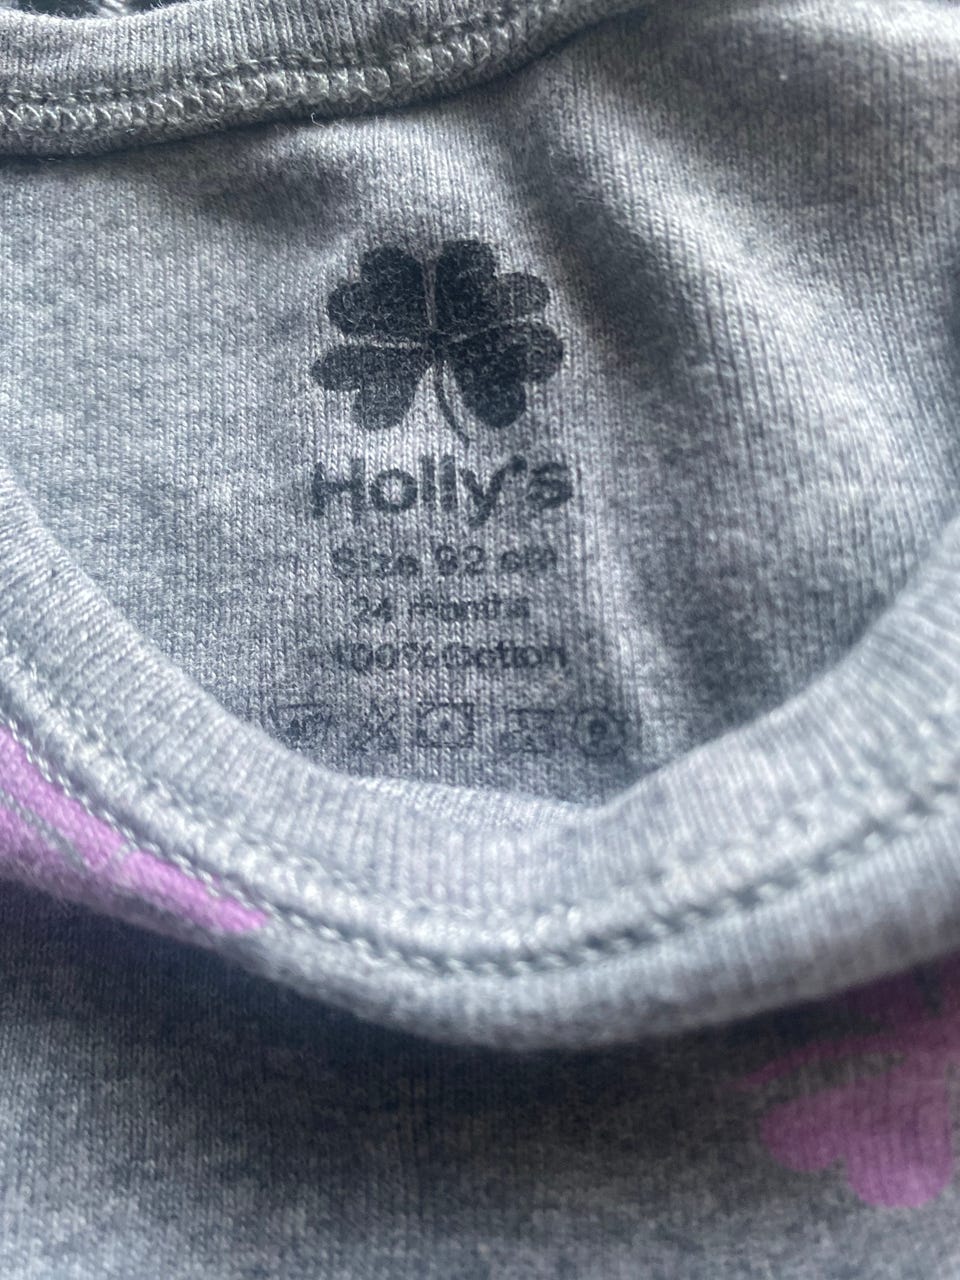 Holly's
Size 92 cm
24 months
100% Cotton